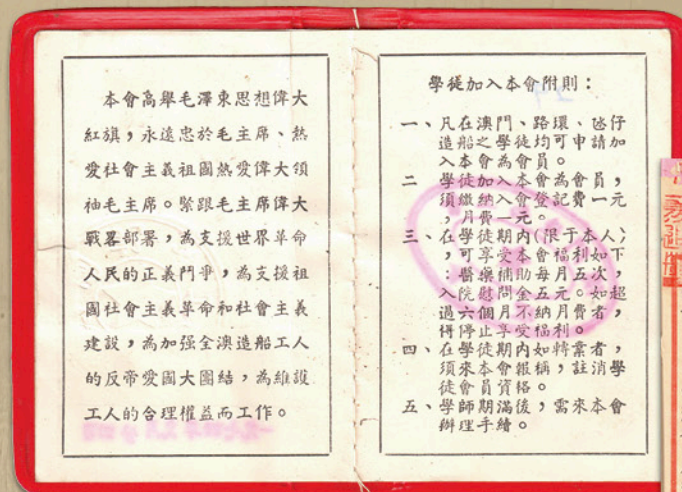 本會高舉毛澤東思想偉大
紅旗，永遠忠於毛主席、熱
愛社會主義祖國熱愛偉大領
袖毛主席。緊跟毛主席偉大
戰畧部署，為支援世界革命
人民的正義鬥爭，為支援祖
國社會主義革命和社會主義
建設，為加强全澳造船工人
的反帝愛國大團結，為維護
工人的合理權益而工作。
學徒加入本會附則：
一、凡在澳門、路環、氹仔
造船之學徒均可申請加
入本會為會員。
二 學徒加入本會為會員，
須繳納入會登記費一元
，月費一元。
三、在學徒期內(限于本人)
，可享受本會福利如下
：醫藥補助每月五次，
入院慰問金五元。如超
過六個月不納月費者，
得停止享受福利。
四、在學徒期內如轉業者，
須來本會報稱，註消學
徒會員資格。
五、學師期滿後，需來本會
辦理手續。